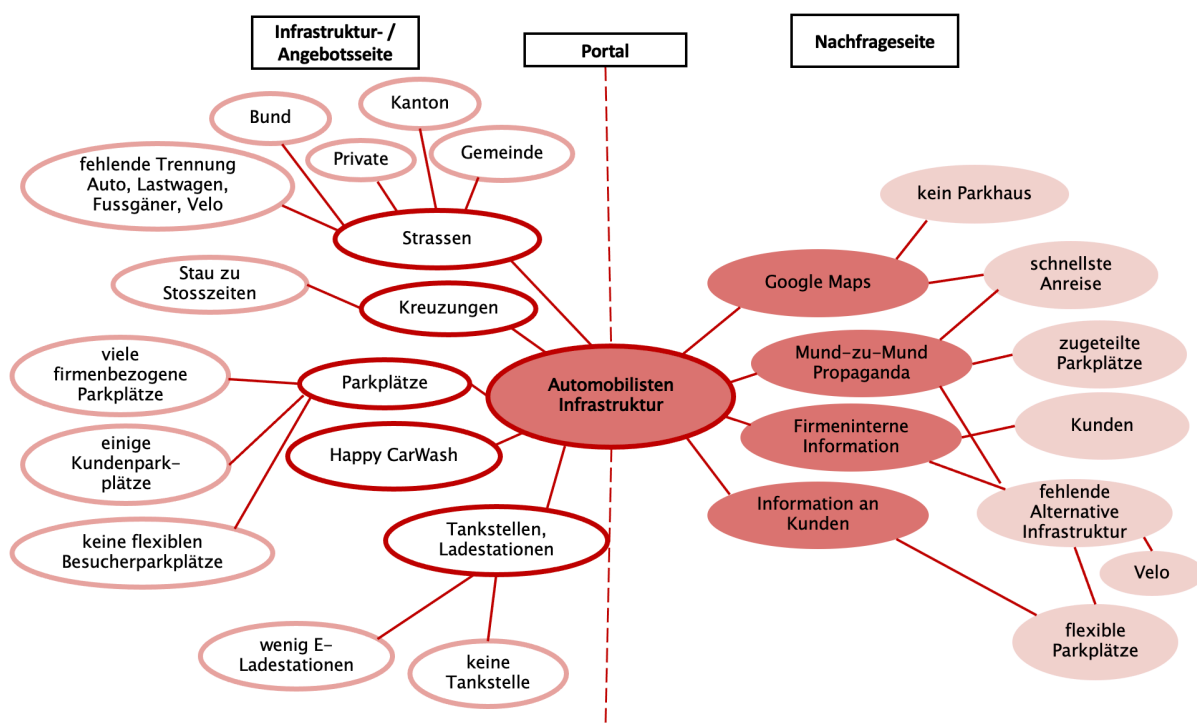 Infrastruktur- /
Angebotsseite
Portal
Nachfrageseite
Bund
Kanton
Private
Gemeinde
fehlende Trennung
Auto, Lastwagen,
Fussgäner, Velo
Strassen
Stau zu
Stosszeiten
Kreuzungen
viele
firmenbezogene
Parkplätze
Parkplätze
einige
Kundenpark-
plätze
keine flexiblen
Besucherparkplätze
Happy CarWash
Tankstellen,
Ladestationen
wenig E-
Ladestationen
keine
Tankstelle
Automobilisten
Infrastruktur
kein Parkhaus
Google Maps
schnellste
Anreise
Mund-zu-Mund
Propaganda
zugeteilte
Parkplätze
Firmeninterne
Information
Kunden
Information an
Kunden
fehlende
Alternative
Infrastruktur
Velo
flexible
Parkplätze